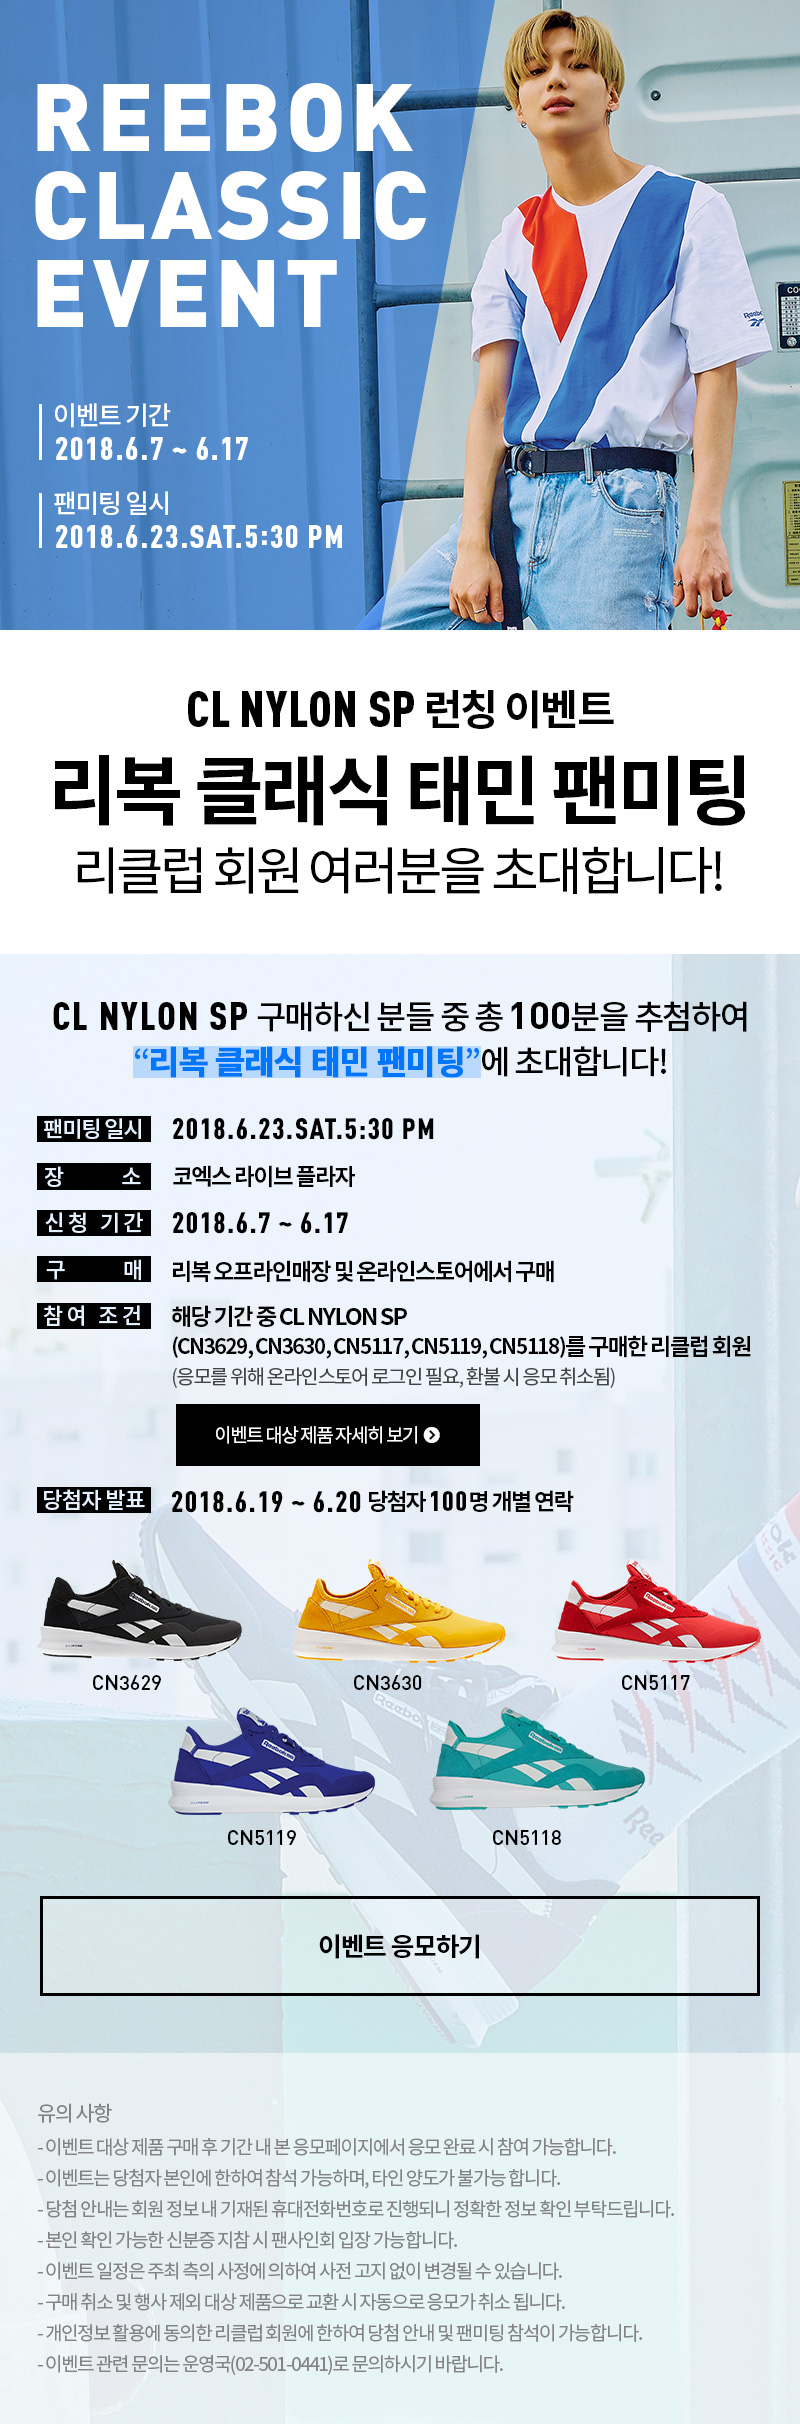 REEBOK
CLASSIC
EVENT
이벤트 기간
2018.6.7 ~ 6.17
팬미팅 일시
2018.6.23.SAT.5:30 PM
Reebok
CL NYLON SP 런칭 이벤트
리복 클래식 태민 팬미팅
리클럽 회원 여러분을 초대합니다!
CL NYLON SP 구매하신 분들 중 총 100분을 추첨하여
“리복 클래식 태민 팬미팅”에 초대합니다!
팬미팅 일시 2018.6.23.SAT.5:30 PM
장 소 코엑스 라이브 플라자
신청 기간 2018.6.7 ~ 6.17
구 매 리복 오프라인매장 및 온라인스토어에서 구매
참여 조건 해당 기간 중 CL NYLON SP
(CN3629, CN3630, CN5117, CN5119, CN5118)를 구매한 리클럽 회원
(응모를 위해 온라인스토어 로그인 필요, 환불 시 응모 취소됨)
이벤트 대상 제품 자세히 보기
당첨자 발표 2018.6.19 ~ 6.20 당첨자 100명 개별 연락
CN3629 CN3630 CN5117
CN5119 CN5118
이벤트 응모하기
유의 사항
- 이벤트 대상 제품 구매 후 기간 내 본 응모페이지에서 응모 완료 시 참여 가능합니다.
- 이벤트는 당첨자 본인에 한하여 참석 가능하며, 타인 양도가 불가능 합니다.
- 당첨 안내는 회원 정보 내 기재된 휴대전화번호로 진행되니 정확한 정보 확인 부탁드립니다.
- 본인 확인 가능한 신분증 지참 시 팬사인회 입장 가능합니다.
- 이벤트 일정은 주최 측의 사정에 의하여 사전 고지 없이 변경될 수 있습니다.
- 구매 취소 및 행사 제외 대상 제품으로 교환 시 자동으로 응모가 취소 됩니다.
- 개인정보 활용에 동의한 리클럽 회원에 한하여 당첨 안내 및 팬미팅 참석이 가능합니다.
- 이벤트 관련 문의는 운영국(02-501-0441)로 문의하시기 바랍니다.